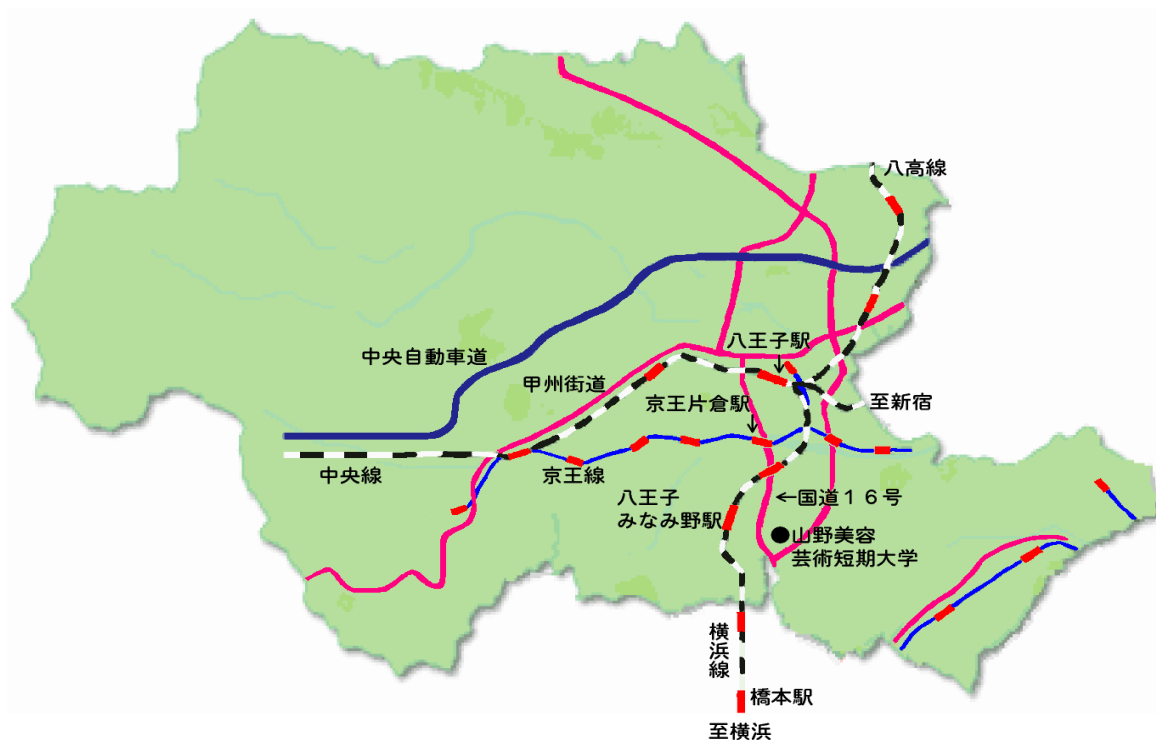 八高線
八王子駅
中央自動車道
甲州街道
京王片倉駅
至新宿
中央線
京王線
八王子
みなみ野駅
←国道１６号
山野美容
芸術短期大学
横浜線
橋本駅
至横浜